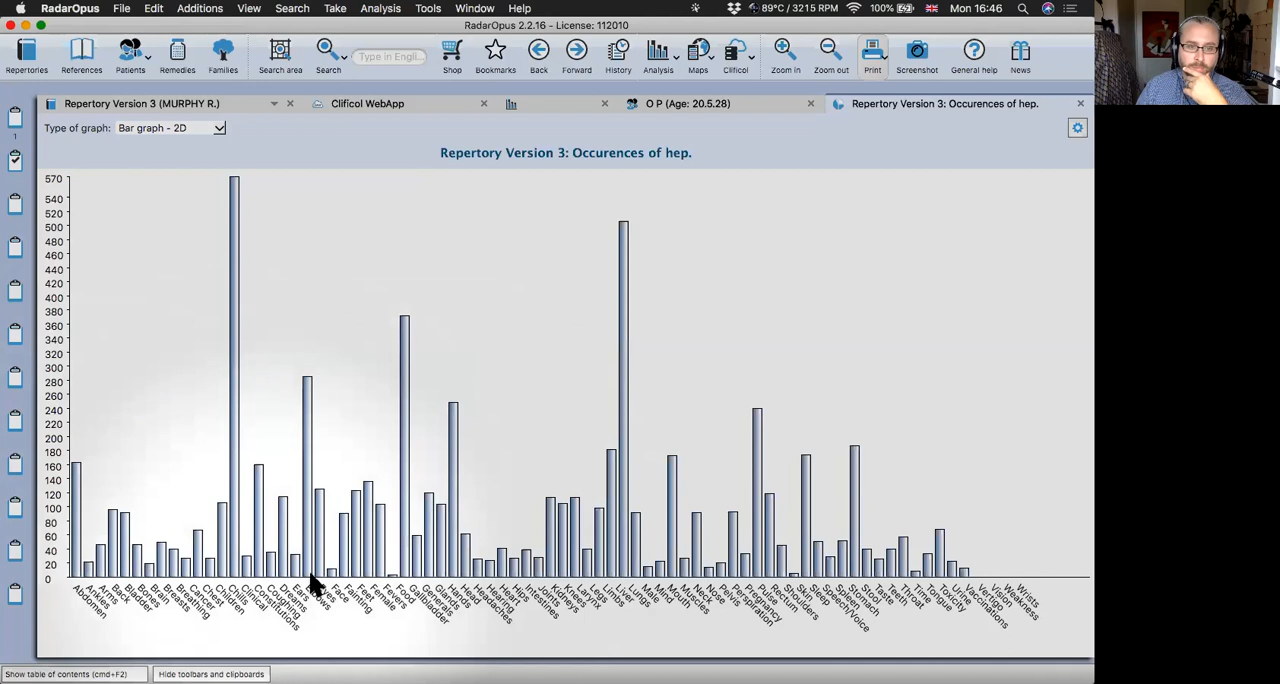 RadarOpus File Edit Additions View Search Take Analysis Tools Window Help 89°C / 3215 RPM 100% Mon 16:46
RadarOpus 2.2.16 - License: 112010
Type in Engli...
Repertories References Patients Remedies Families Search area Search Shop Bookmarks Back Forward History Analysis Maps Clificol Zoom in Zoom out Print Screenshot General help News
Repertory Version 3 (MURPHY R.) Clificol WebApp O P (Age: 20.5.28) Repertory Version 3: Occurences of hep.
Type of graph: Bar graph - 2D
1
Repertory Version 3: Occurences of hep.
570
540
520
500
480
460
440
420
400
380
360
340
320
300
280
260
240
220
200
180
160
140
120
100
80
60
40
20
0
Abdomen
Ankles
Arms
Back
Bladder
Bones
Brain
Breasts
Breathing
Cancer
Chest
Children
Chills
Clinical
Constitutions
Coughing
Dreams
Ears
Face
Fainting
Female
Fevers
Food
Gallbladder
Generals
Glands
Hands
Head
Headaches
Hearing
Heart
Hips
Intestines
Joints
Kidneys
Knees
Larynx
Legs
Limbs
Liver
Lungs
Male
Mind
Mouth
Muscles
Neck
Nose
Pelvis
Perspiration
Pregnancy
Pulse
Rectum
Shoulders
Skin
Sleep
Speech/Voice
Stomach
Taste
Teeth
Throat
Time
Tongue
Toxicity
Urine
Vaccinations
Vertigo
Vision
Weakness
Wrists
Show table of contents (cmd+F2) Hide toolbars and clipboards